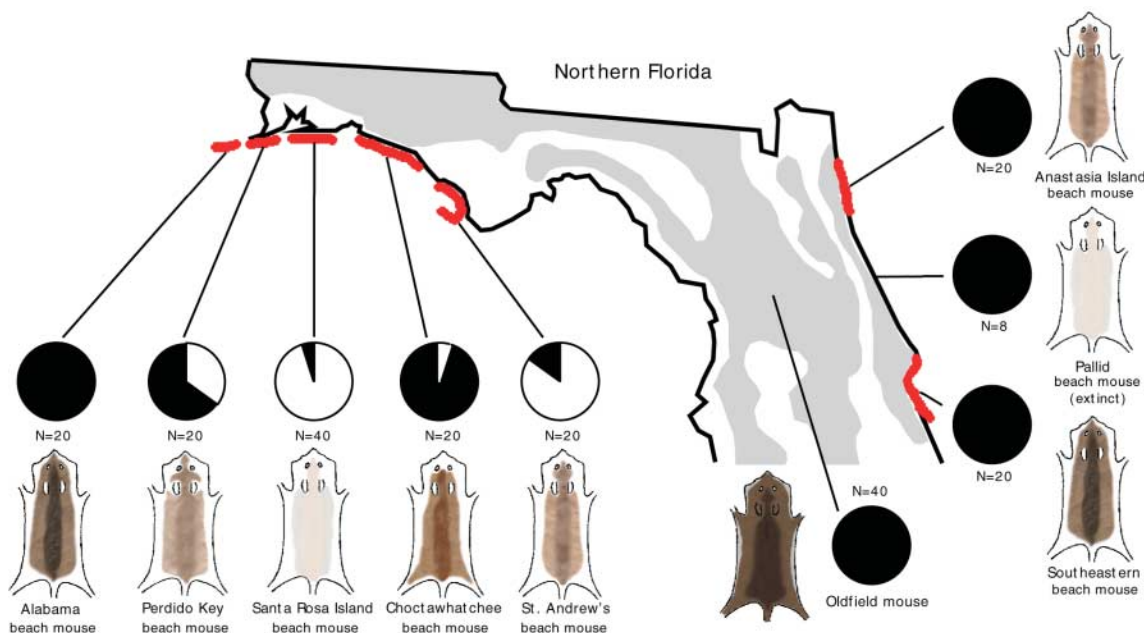 Northern Florida
N=20
Anastasia Island
beach mouse
N=8
Pallid
beach mouse
(extinct)
N=20
Southeastern
beach mouse
N=40
Oldfield mouse
N=20
N=20
N=40
N=20
N=20
Alabama
beach mouse
Perdido Key
beach mouse
Santa Rosa Island
beach mouse
Choctawhatchee
beach mouse
St. Andrew's
beach mouse